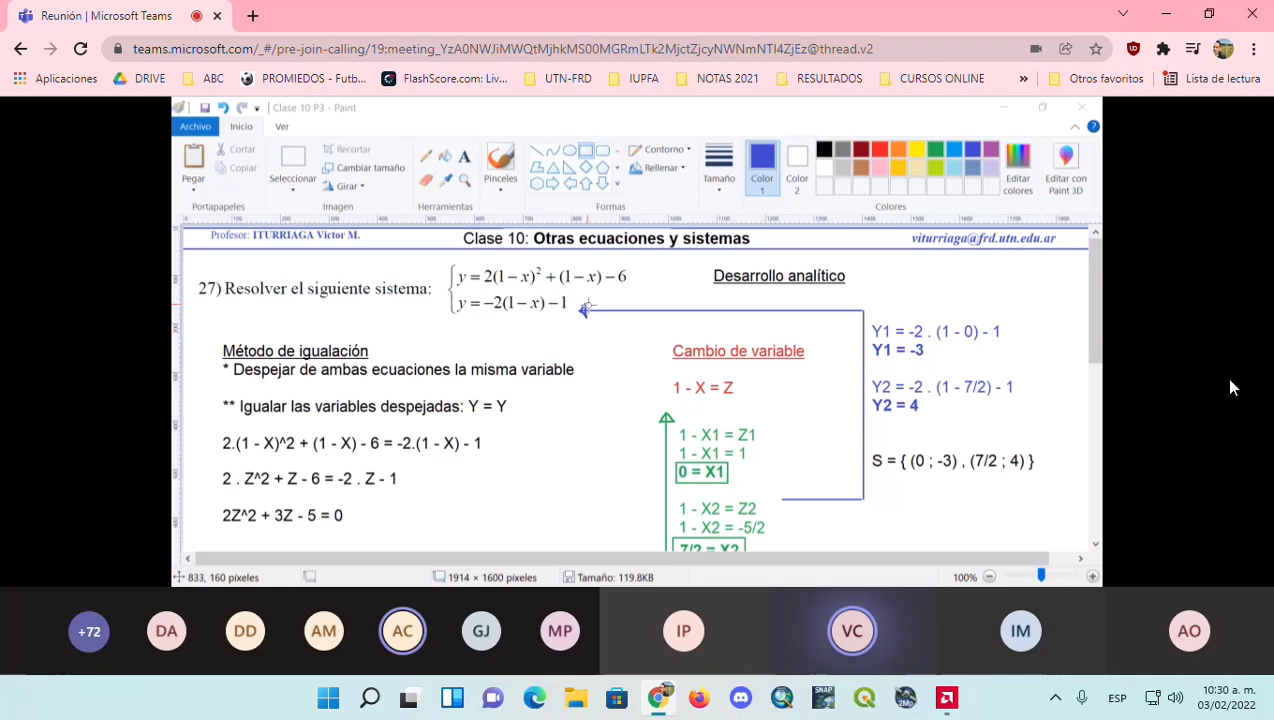 Reunión | Microsoft Teams
teams.microsoft.com/_#/pre-join-calling/19:meeting_YzA0NWJiMWQtMjhkMS00MGRmLTk2MjctZjcyNWNmNTI4ZjEz@thread.v2
Aplicaciones DRIVE ABC PROMIEDOS - Futb... FlashScore.com: Liv... UTN-FRD IUPFA NOTAS 2021 RESULTADOS CURSOS ONLINE » Otros favoritos Lista de lectura
Clase 10 P3 - Paint
Archivo Inicio Ver
Pegar Cortar Copiar Seleccionar Recortar Cambiar tamaño Girar Pinceles Contorno Rellenar Tamaño Color 1 Color 2 Editar colores Editar con Paint 3D
Portapapeles Imagen Herramientas Formas Colores
Profesor: ITURRIAGA Victor M. Clase 10: Otras ecuaciones y sistemas viturriaga@frd.utn.edu.ar
27) Resolver el siguiente sistema: { y = 2(1 − x)² + (1 − x) − 6
y = −2(1 − x) − 1
Desarrollo analítico
Método de igualación
* Despejar de ambas ecuaciones la misma variable
** Igualar las variables despejadas: Y = Y
2.(1 - X)^2 + (1 - X) - 6 = -2.(1 - X) - 1
2 . Z^2 + Z - 6 = -2 . Z - 1
2Z^2 + 3Z - 5 = 0
Cambio de variable
1 - X = Z
1 - X1 = Z1
1 - X1 = 1
0 = X1
1 - X2 = Z2
1 - X2 = -5/2
7/2 = X2
Y1 = -2 . (1 - 0) - 1
Y1 = -3
Y2 = -2 . (1 - 7/2) - 1
Y2 = 4
S = { (0 ; -3) , (7/2 ; 4) }
833, 160 píxeles 1914 × 1600 píxeles Tamaño: 119.8KB 100%
+72 DA DD AM AC GJ MP IP VC IM AO
ESP 10:30 a. m.
03/02/2022